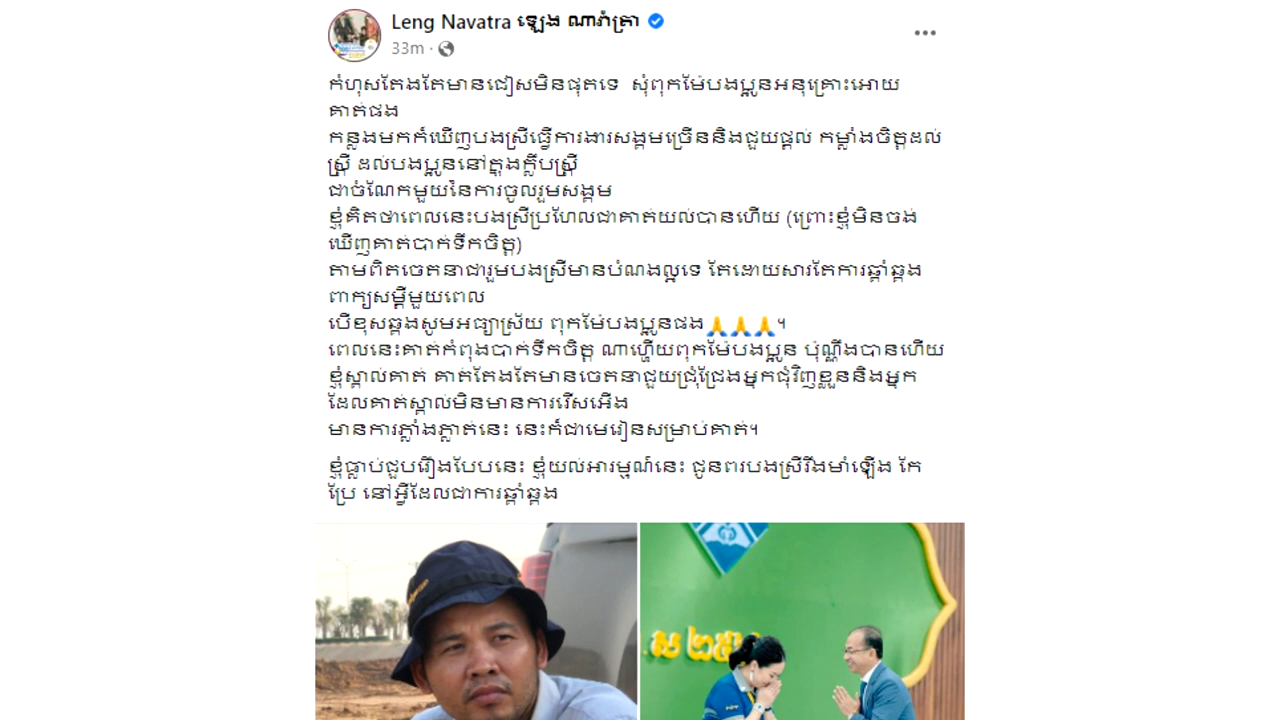 Leng Navatra ឡេង ណាវ៉ាត្រា
33m ·
កំហុសតែងតែមានជៀសមិនផុតទេ សុំពុកម៉ែបងប្អូនអនុគ្រោះអោយ
គាត់ផង
កន្លងមកកំឃើញបងស្រីធ្វើការងារសង្គមច្រើននិងជួយផ្តល់ កម្លាំងចិត្តដល់
ស្ត្រី ដល់បងប្អូននៅក្នុងក្លឹបស្ត្រី
ជាចំណែកមួយនៃការចូលរួមសង្គម
ខ្ញុំគិតថាពេលនេះបងស្រីប្រហែលជាគាត់យល់បានហើយ (ព្រោះខ្ញុំមិនចង់
ឃើញគាត់បាក់ទឹកចិត្ត)
តាមពិតចេតនាជារួមបងស្រីមានបំណងល្អទេ តែដោយសារតែការឆ្គាំឆ្គង
ពាក្យសម្តីមួយពេល
បើខុសឆ្គងសូមអធ្យាស្រ័យ ពុកម៉ែបងប្អូនផង🙏🙏🙏។
ពេលនេះគាត់កំពុងបាក់ទឹកចិត្ត ណាហ្អើយពុកម៉ែបងប្អូន ប៉ុណ្ណឹងបានហើយ
ខ្ញុំស្គាល់គាត់ គាត់តែងតែមានចេតនាជួយជ្រុំជ្រែងអ្នកជុំវិញខ្លួននិងអ្នក
ដែលគាត់ស្គាល់មិនមានការរើសអើង
មានការភ្លាំងភ្លាត់នេះ នេះក៏ជាមេរៀនសម្រាប់គាត់។
ខ្ញុំធ្លាប់ជួបរឿងបែបនេះ ខ្ញុំយល់អារម្មណ៍នេះ ជូនពរបងស្រីរឹងមាំឡើង កែ
ប្រែ នៅអ្វីដែលជាការឆ្គាំឆ្គង